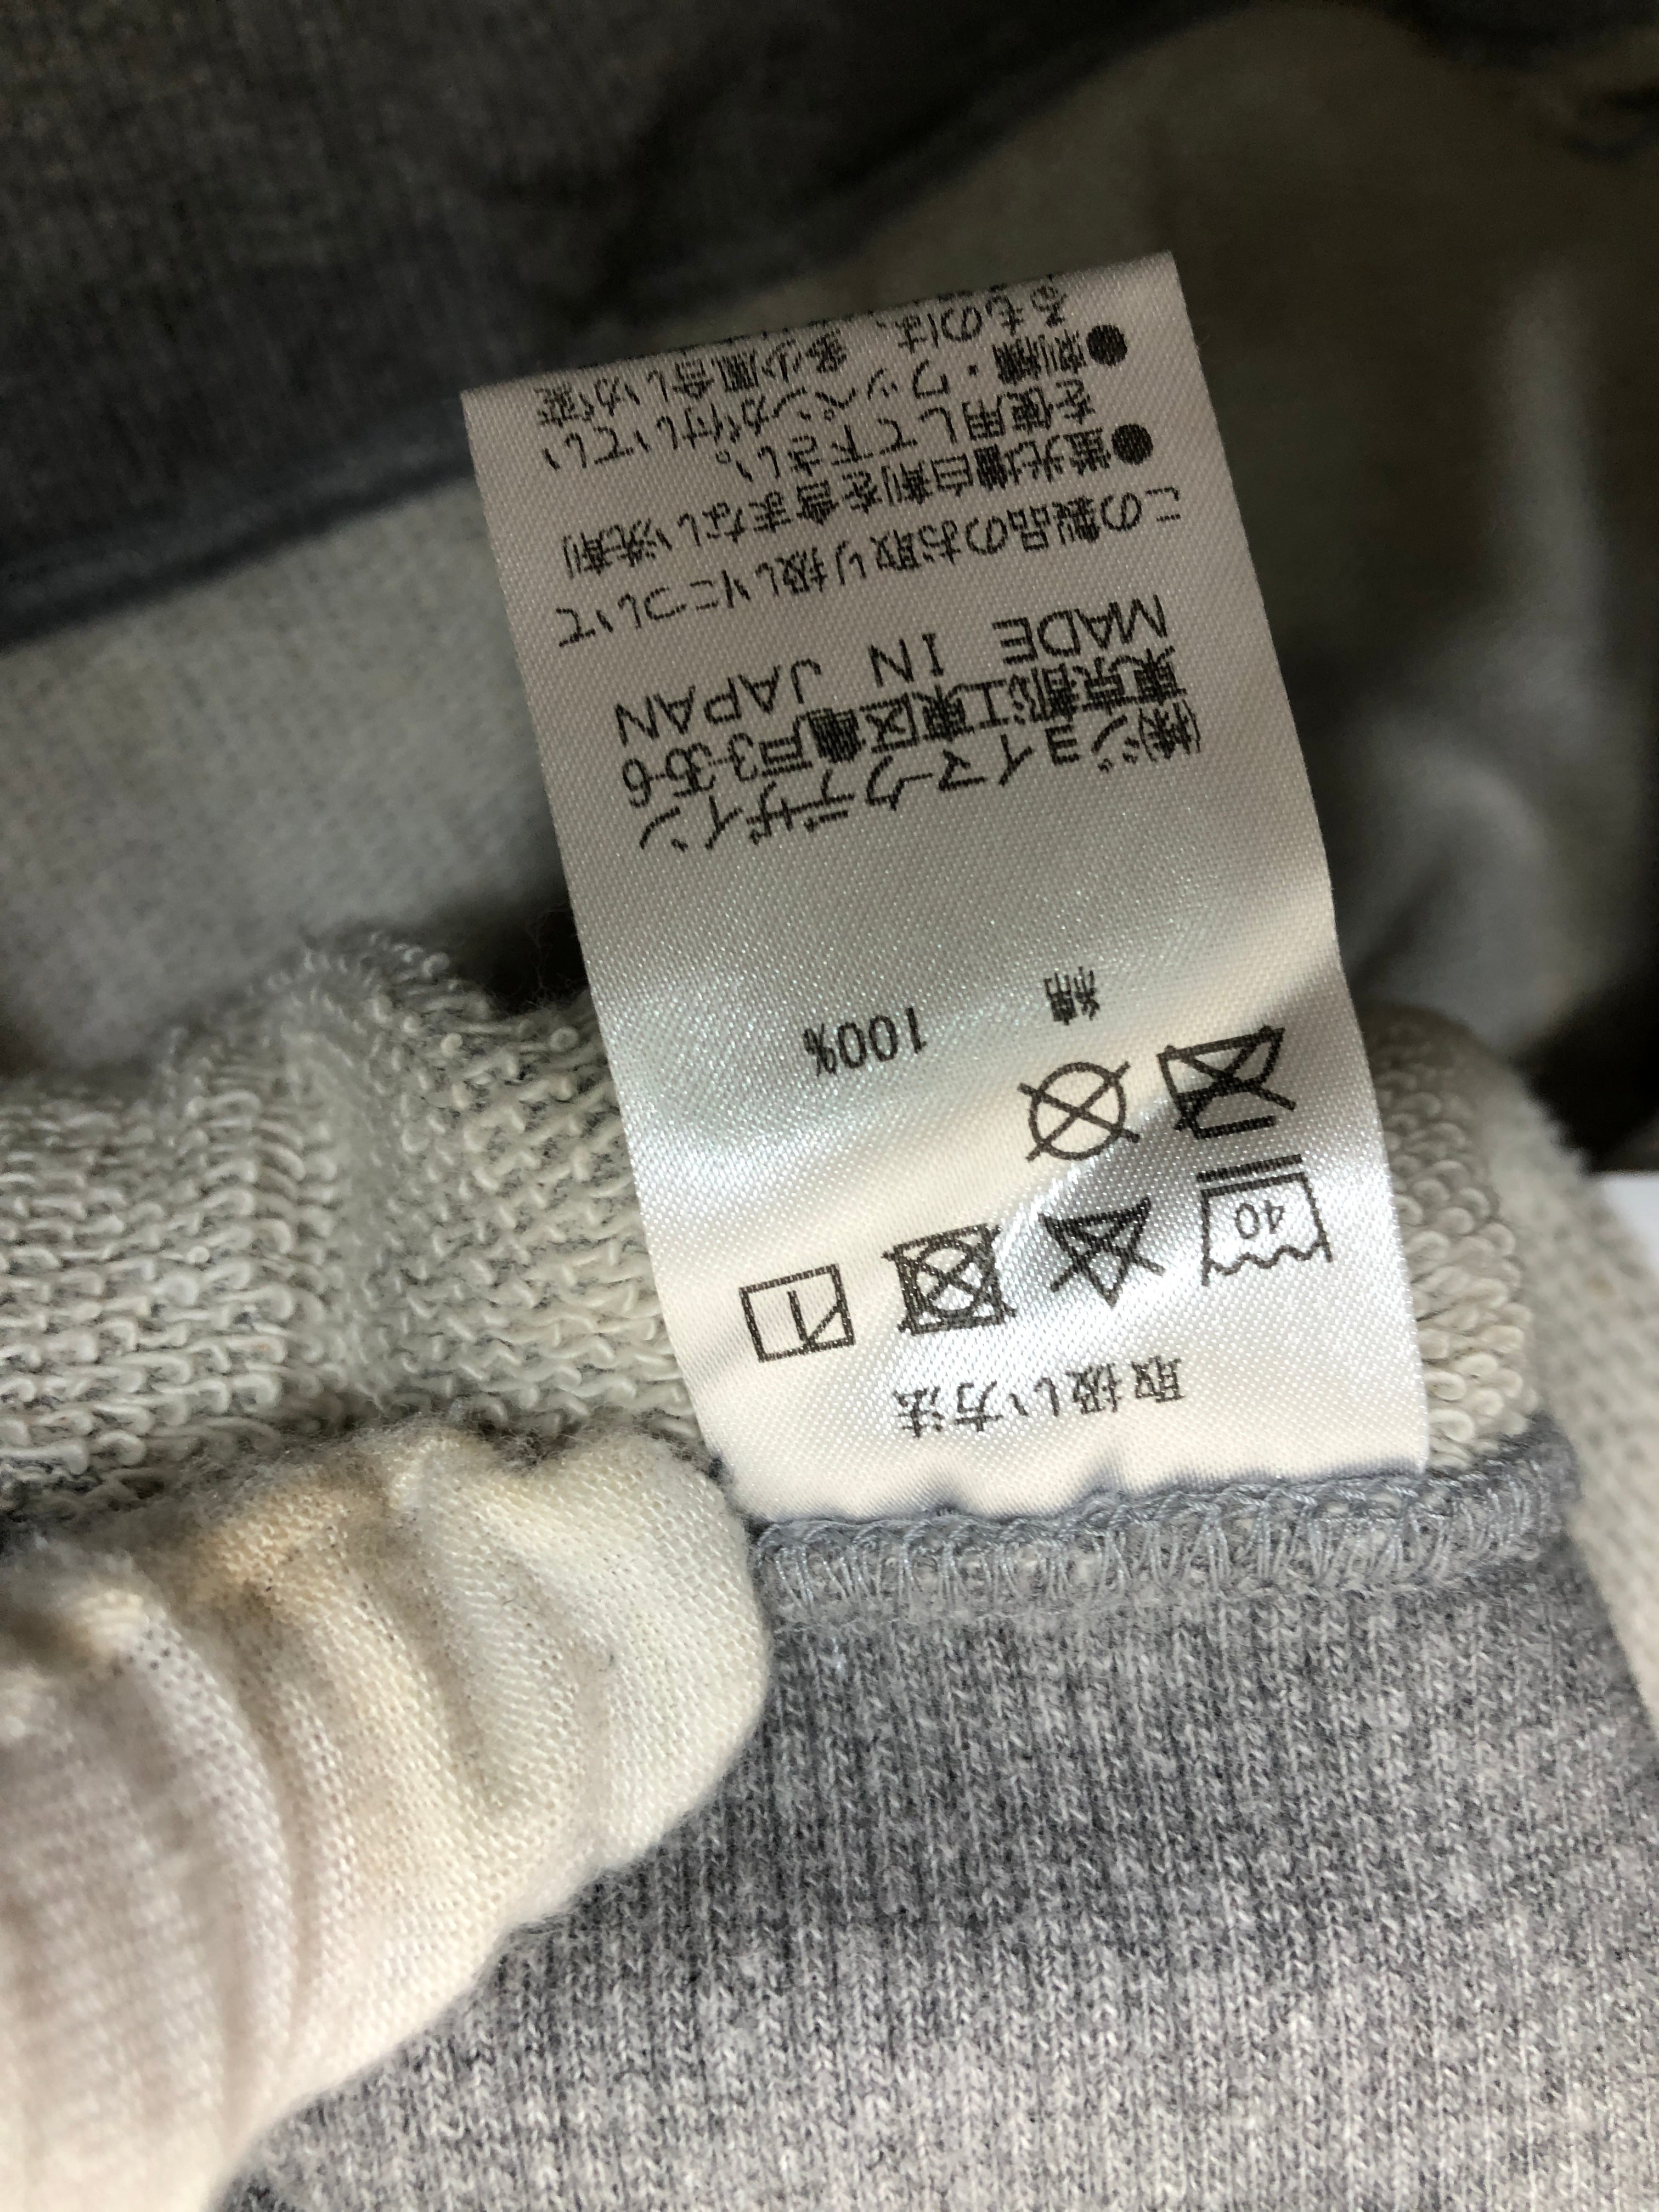 取扱い方法
40
綿 100%
㈱ジョイマークデザイン
東京都江東区亀戸3-35-6
MADE IN JAPAN
この製品のお取り扱いについて
●蛍光増白剤を含まない洗剤
を使用して下さい。
●刺繍・ワッペンが付いてい
るものは、多少風合いが変